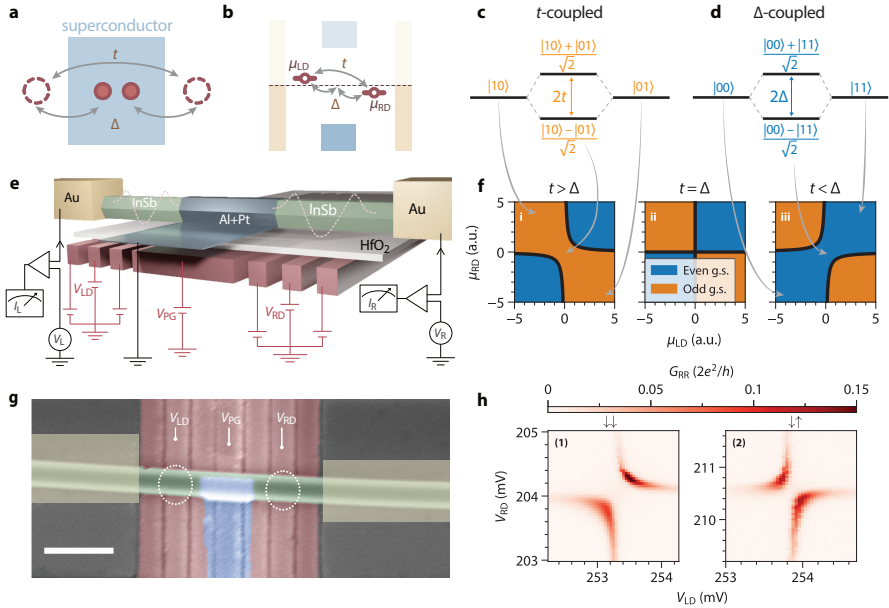 a
superconductor
t
Δ
b
μLD
t
Δ
μRD
c
t-coupled
|10⟩ + |01⟩
√2
|10⟩
2t
|01⟩
|10⟩ − |01⟩
√2
d
Δ-coupled
|00⟩ + |11⟩
√2
|00⟩
2Δ
|11⟩
|00⟩ − |11⟩
√2
e
Au
InSb
Al+Pt
InSb
Au
HfO2
VLD
VPG
VRD
IL
VL
IR
VR
f
t > Δ
t = Δ
t < Δ
i
ii
iii
5
0
−5
μRD (a.u.)
Even g.s.
Odd g.s.
−5 0 5
−5 0 5
−5 0 5
μLD (a.u.)
g
VLD
VPG
VRD
h
GRR (2e²/h)
0 0.05 0.1 0.15
↓↓
↓↑
(1)
(2)
205
204
203
VRD (mV)
211
210
253 254
253 254
VLD (mV)